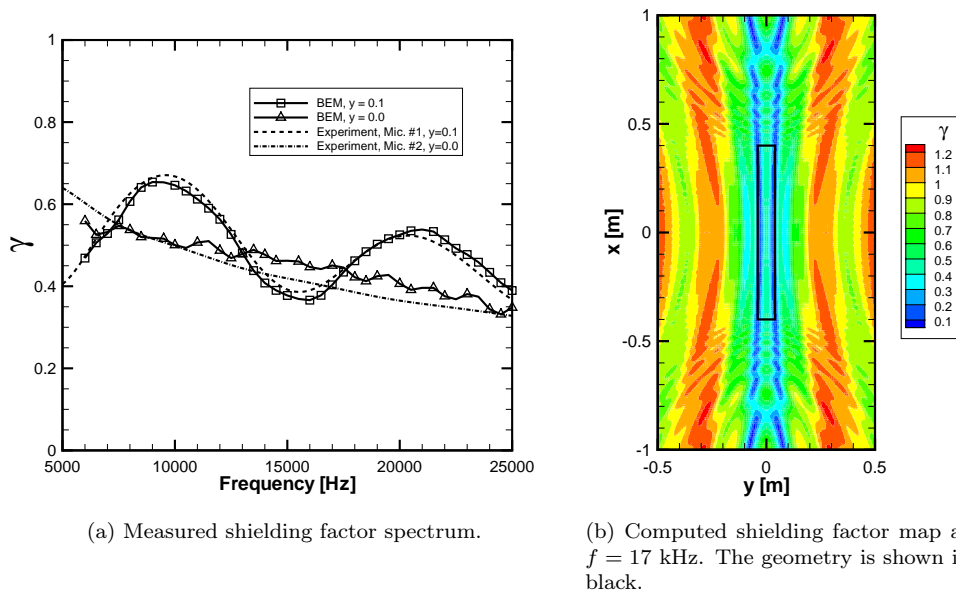 γ
Frequency [Hz]
5000 10000 15000 20000 25000
0
0.2
0.4
0.6
0.8
1
BEM, y = 0.1
BEM, y = 0.0
Experiment, Mic. #1, y=0.1
Experiment, Mic. #2, y=0.0
(a) Measured shielding factor spectrum.
x [m]
y [m]
-0.5 0 0.5
-1
-0.5
0
0.5
1
γ
1.2
1.1
1
0.9
0.8
0.7
0.6
0.5
0.4
0.3
0.2
0.1
(b) Computed shielding factor map a
f = 17 kHz. The geometry is shown i
black.